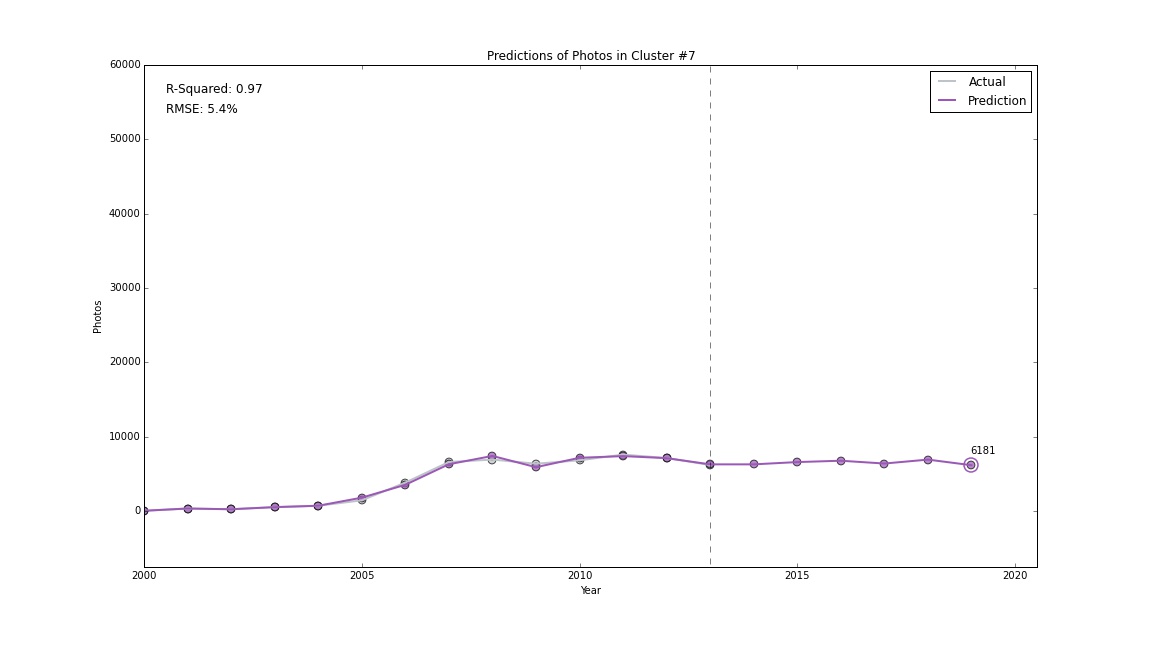 Predictions of Photos in Cluster #7
R-Squared: 0.97
RMSE: 5.4%
Actual
Prediction
60000
50000
40000
30000
20000
10000
0
Photos
6181
2000 2005 2010 2015 2020
Year